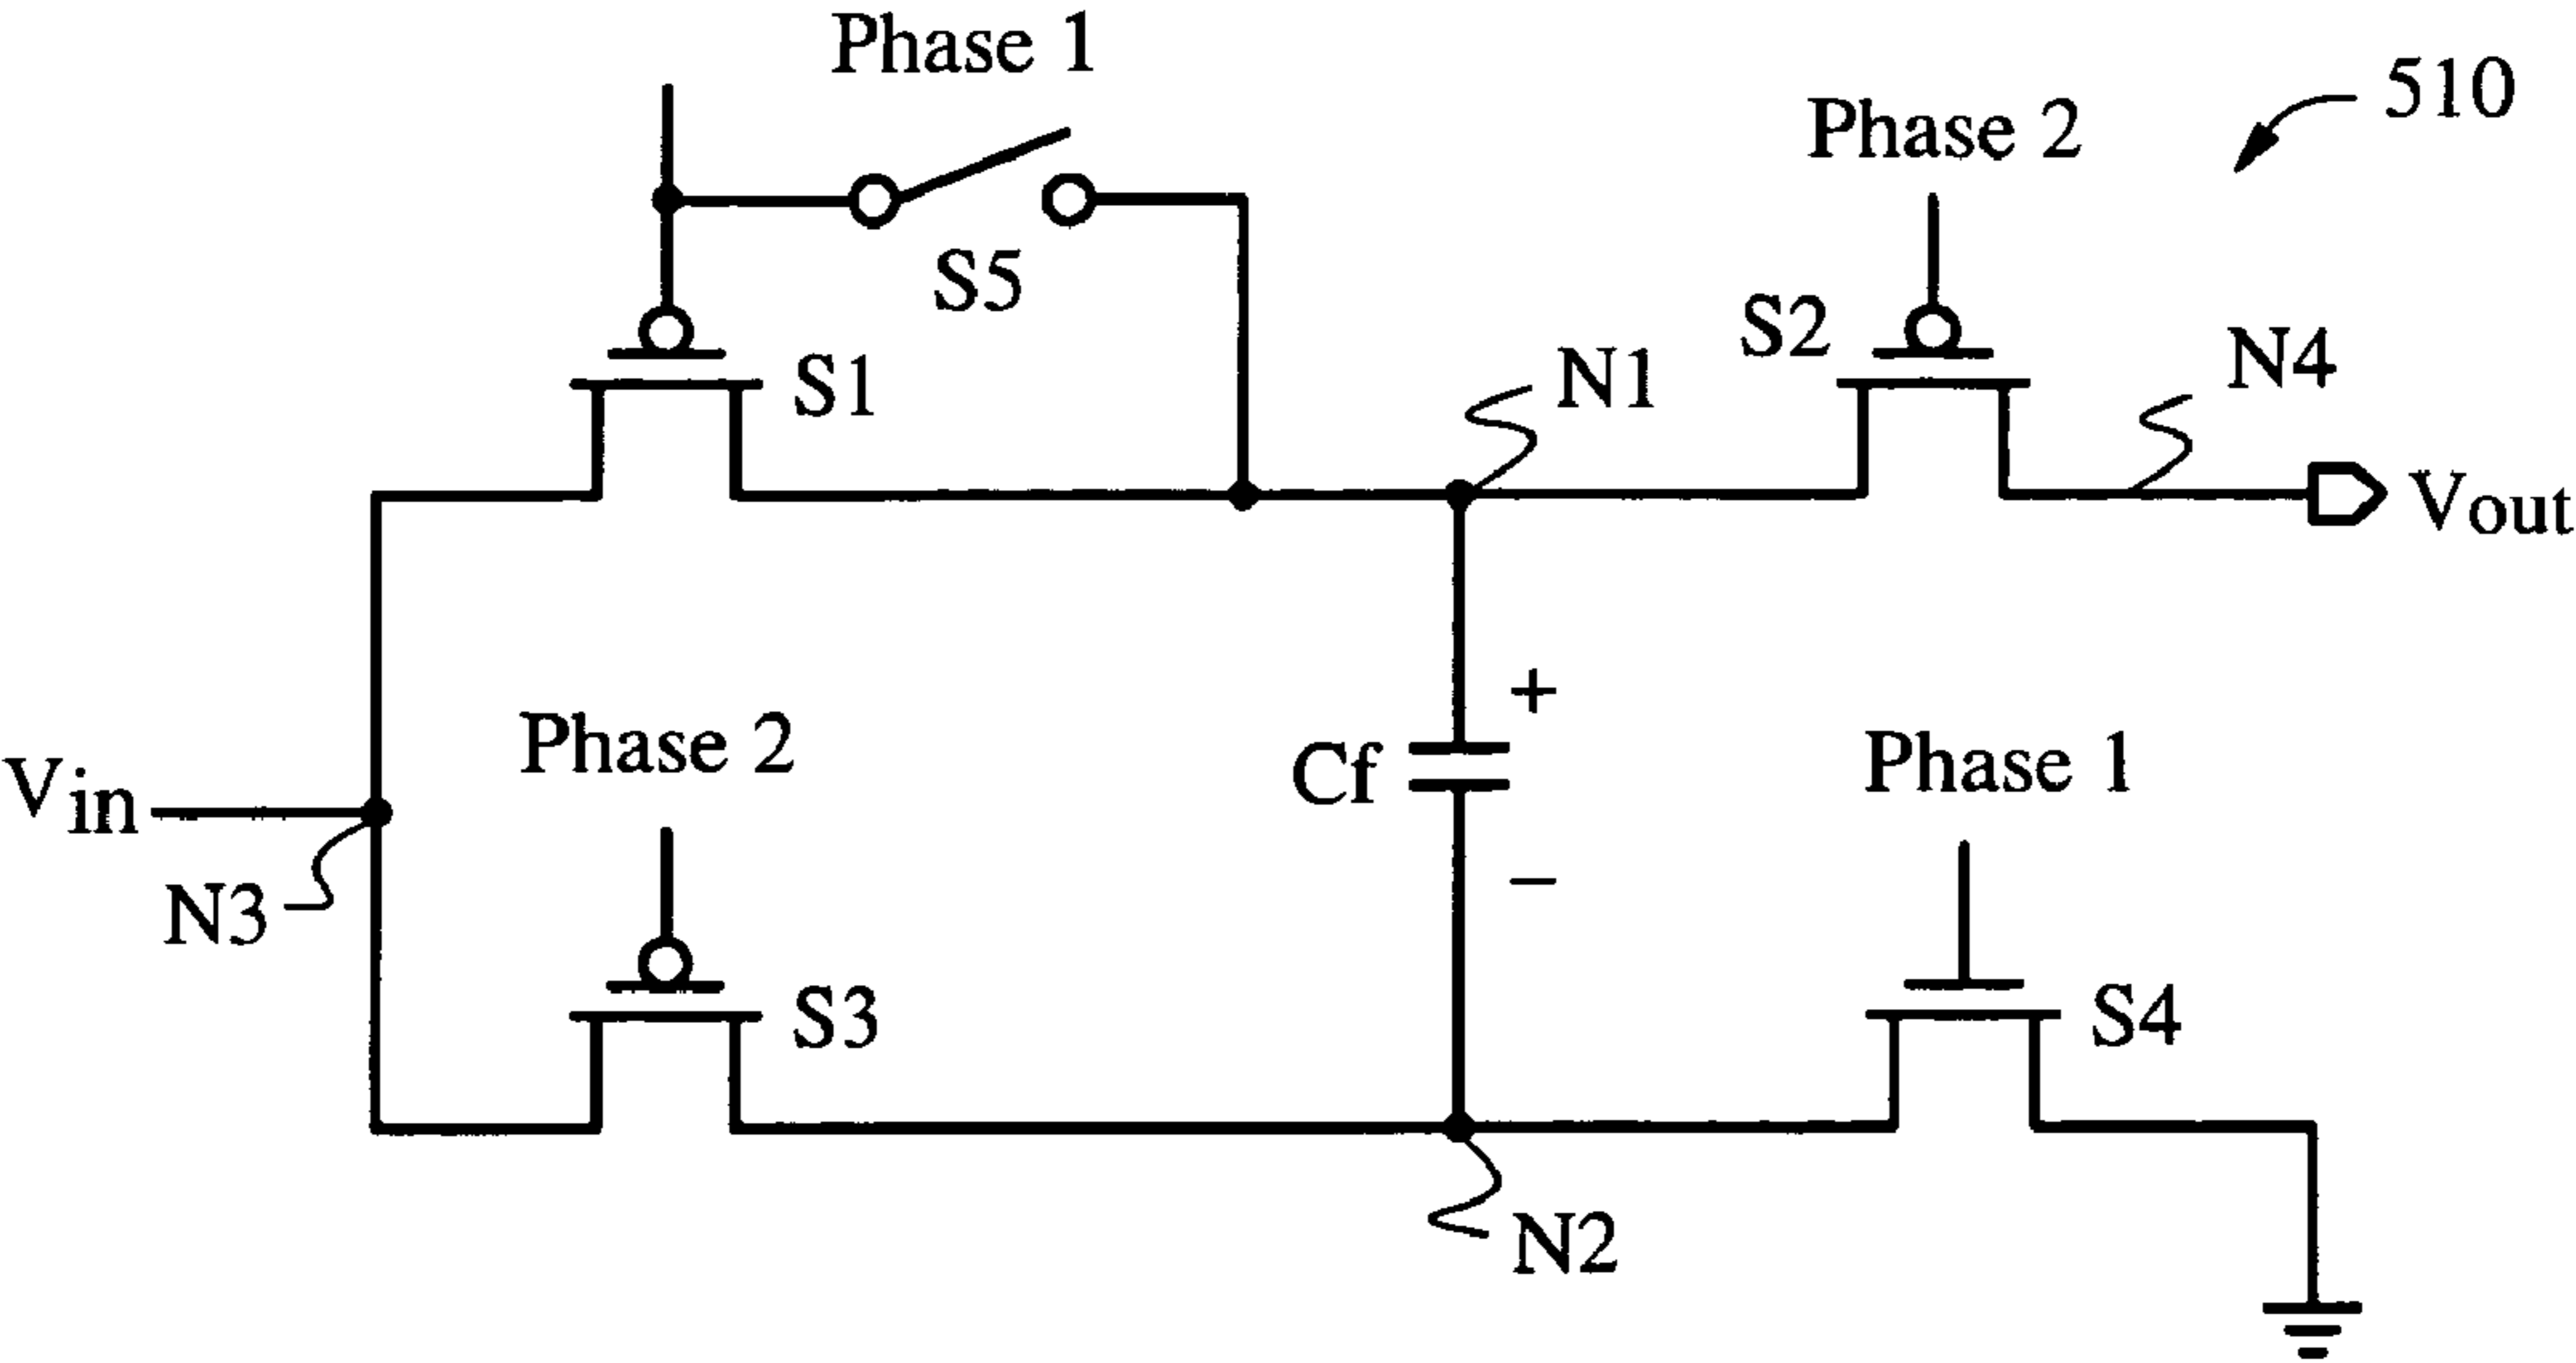 Phase 1
510
Phase 2
S5
S2
N4
S1
N1
Vout
+
Phase 2
Cf
Phase 1
Vin
−
N3
S3
S4
N2